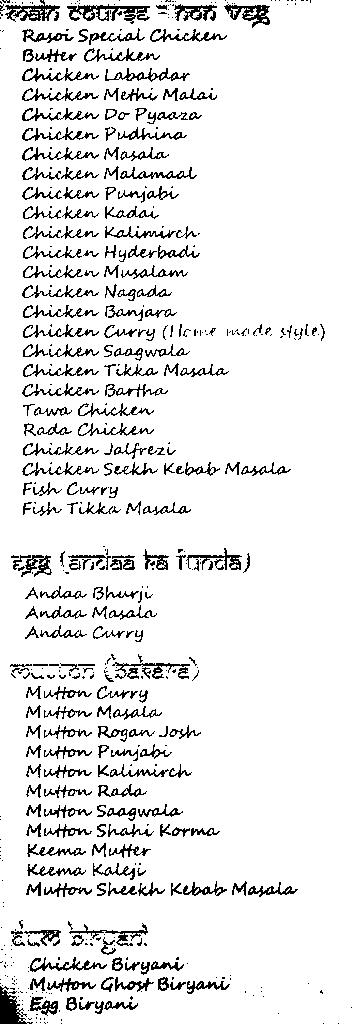 main course - non veg
Rasoi Special Chicken
Butter Chicken
Chicken Lababdar
Chicken Methi Malai
Chicken Do Pyaaza
Chicken Pudhina
Chicken Masala
Chicken Malamaal
Chicken Punjabi
Chicken Kadai
Chicken Kalimirch
Chicken Hyderbadi
Chicken Musalam
Chicken Nagada
Chicken Banjara
Chicken Curry (Home made style)
Chicken Saagwala
Chicken Tikka Masala
Chicken Bartha
Tawa Chicken
Rada Chicken
Chicken Jalfrezi
Chicken Seekh Kebab Masala
Fish Curry
Fish Tikka Masala
egg (andaa ka funda)
Andaa Bhurji
Andaa Masala
Andaa Curry
mutton (bakara)
Mutton Curry
Mutton Masala
Mutton Rogan Josh
Mutton Punjabi
Mutton Kalimirch
Mutton Rada
Mutton Saagwala
Mutton Shahi Korma
Keema Mutter
Keema Kaleji
Mutton Sheekh Kebab Masala
dum biryani
Chicken Biryani
Mutton Ghost Biryani
Egg Biryani